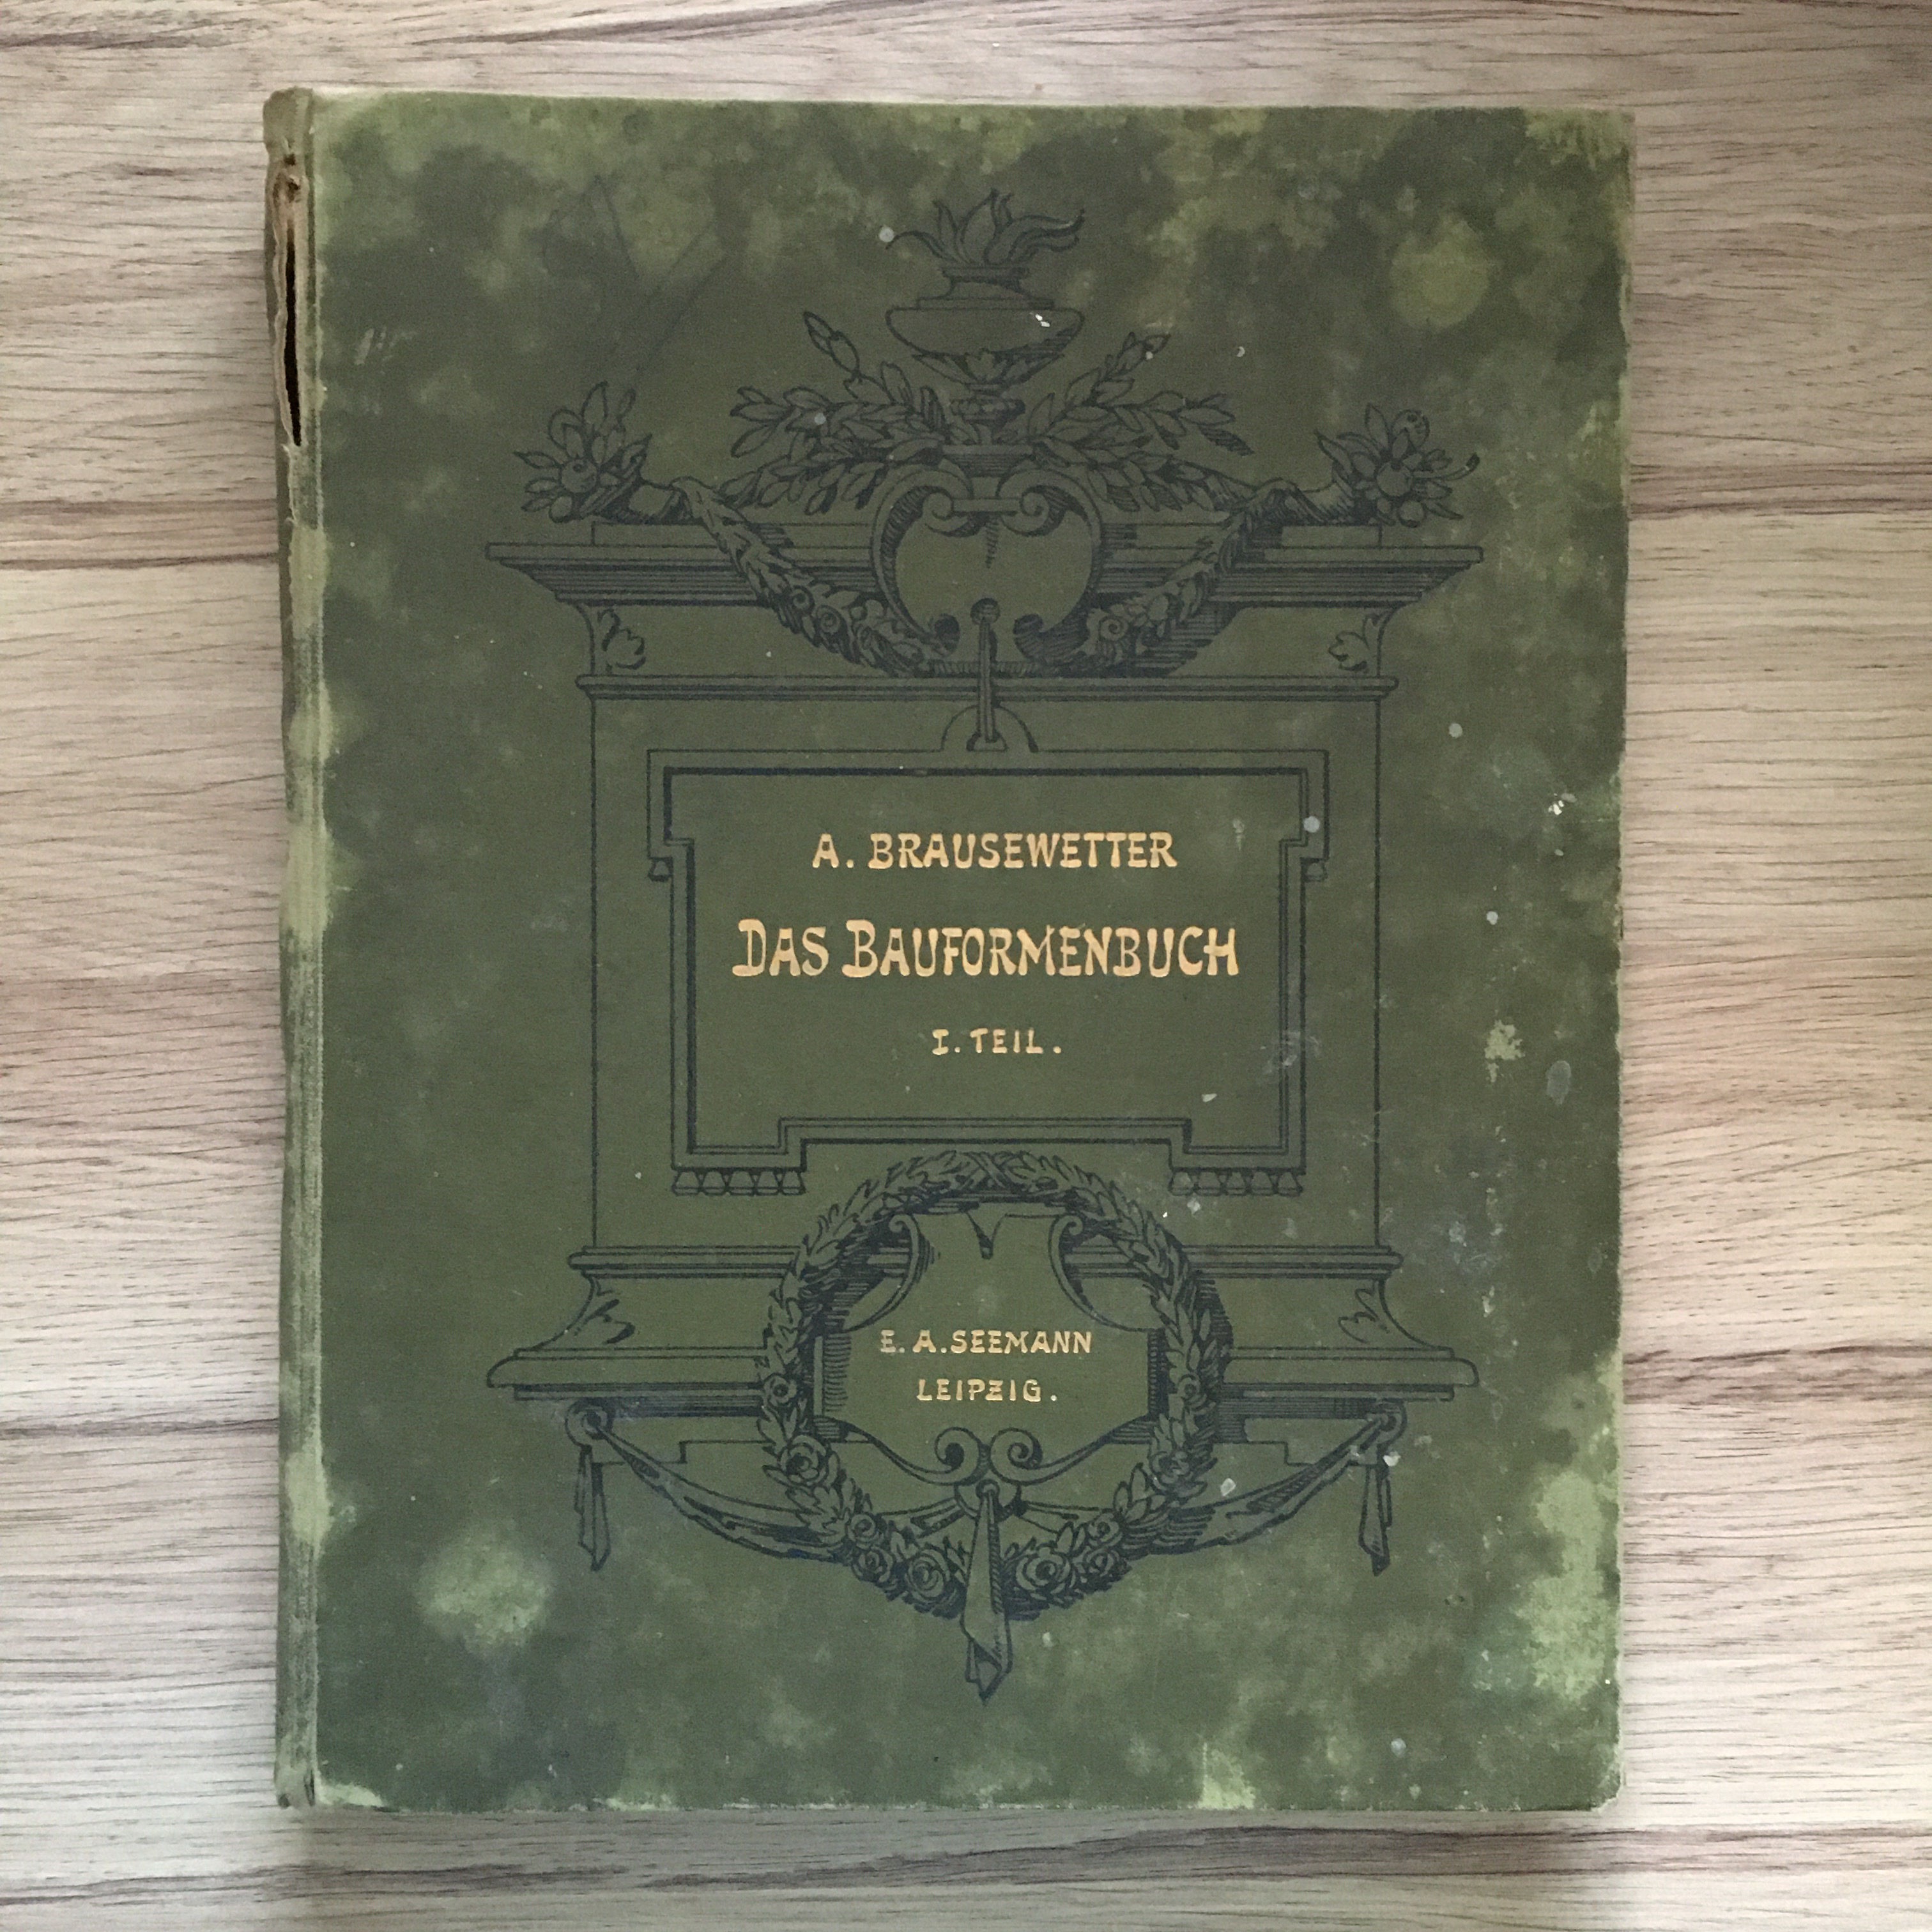 A. BRAUSEWETTER
DAS BAUFORMENBUCH
I. TEIL.
E. A. SEEMANN
LEIPZIG.